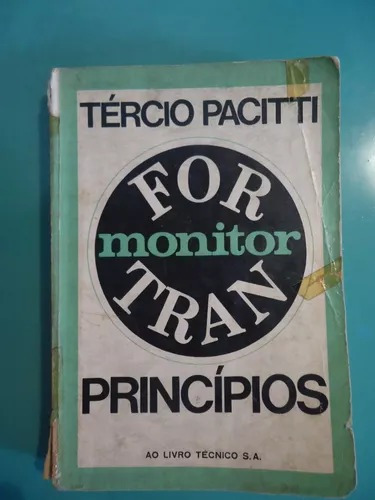 TÉRCIO PACITTI
FOR
monitor
TRAN
PRINCÍPIOS
AO LIVRO TÉCNICO S.A.